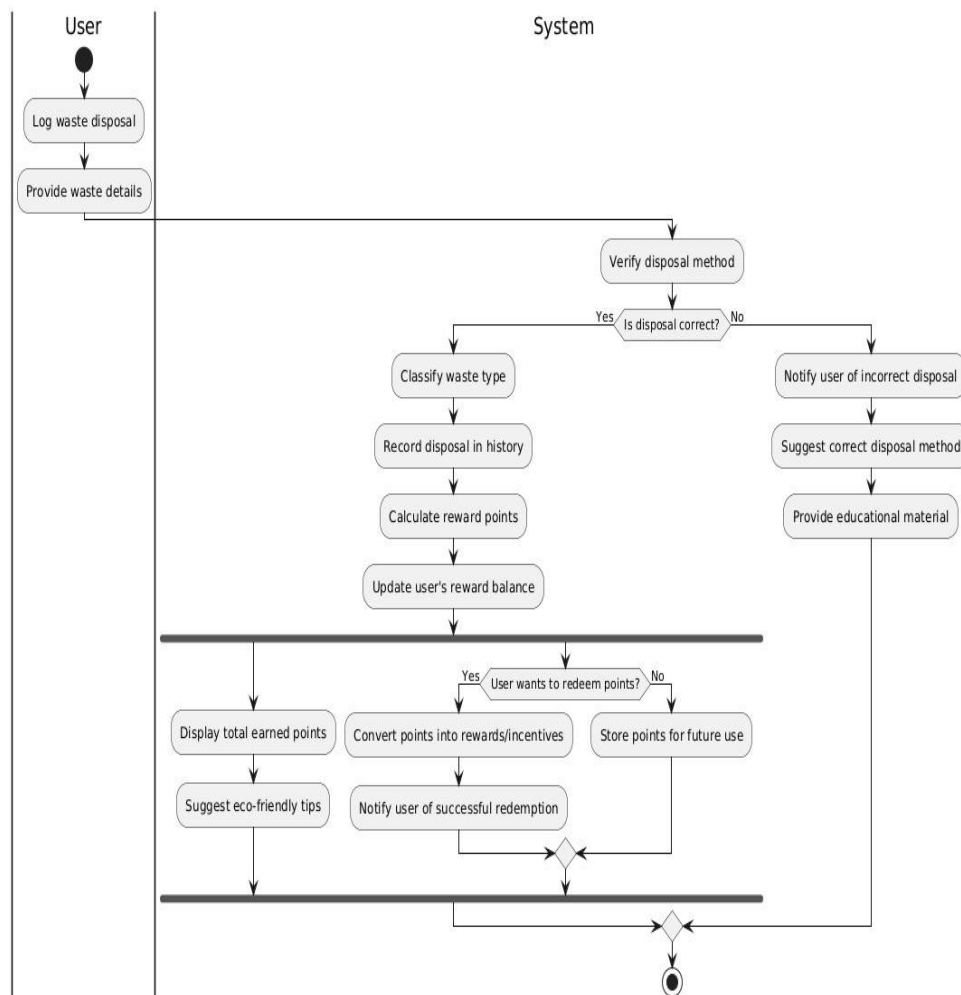 User
System
Log waste disposal
Provide waste details
Verify disposal method
Yes
Is disposal correct?
No
Classify waste type
Notify user of incorrect disposal
Record disposal in history
Suggest correct disposal method
Calculate reward points
Provide educational material
Update user's reward balance
Yes
User wants to redeem points?
No
Display total earned points
Convert points into rewards/incentives
Store points for future use
Suggest eco-friendly tips
Notify user of successful redemption